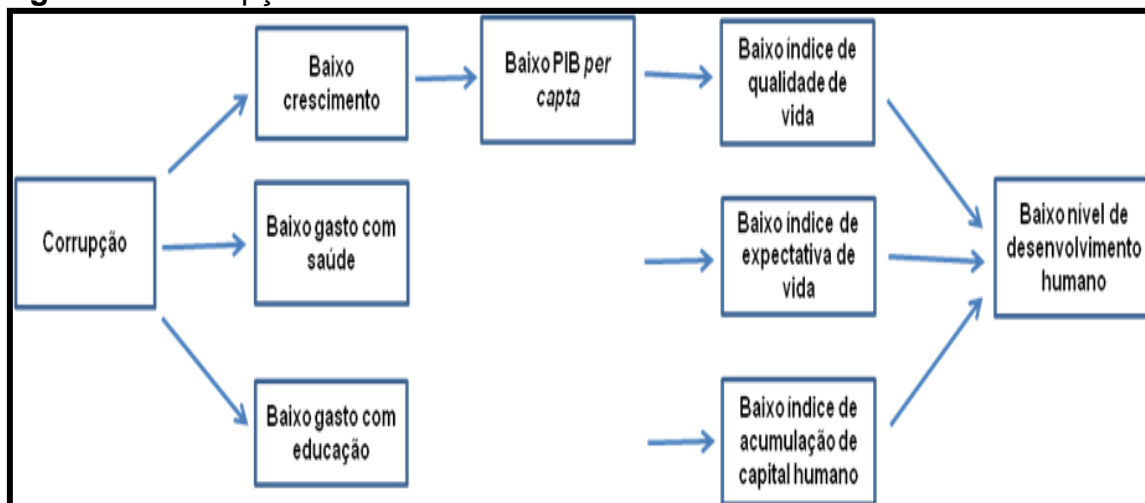 Baixo
crescimento
Baixo PIB per
capta
Baixo índice de
qualidade de
vida
Corrupção
Baixo gasto com
saúde
Baixo índice de
expectativa de
vida
Baixo nível de
desenvolvimento
humano
Baixo gasto com
educação
Baixo índice de
acumulação de
capital humano